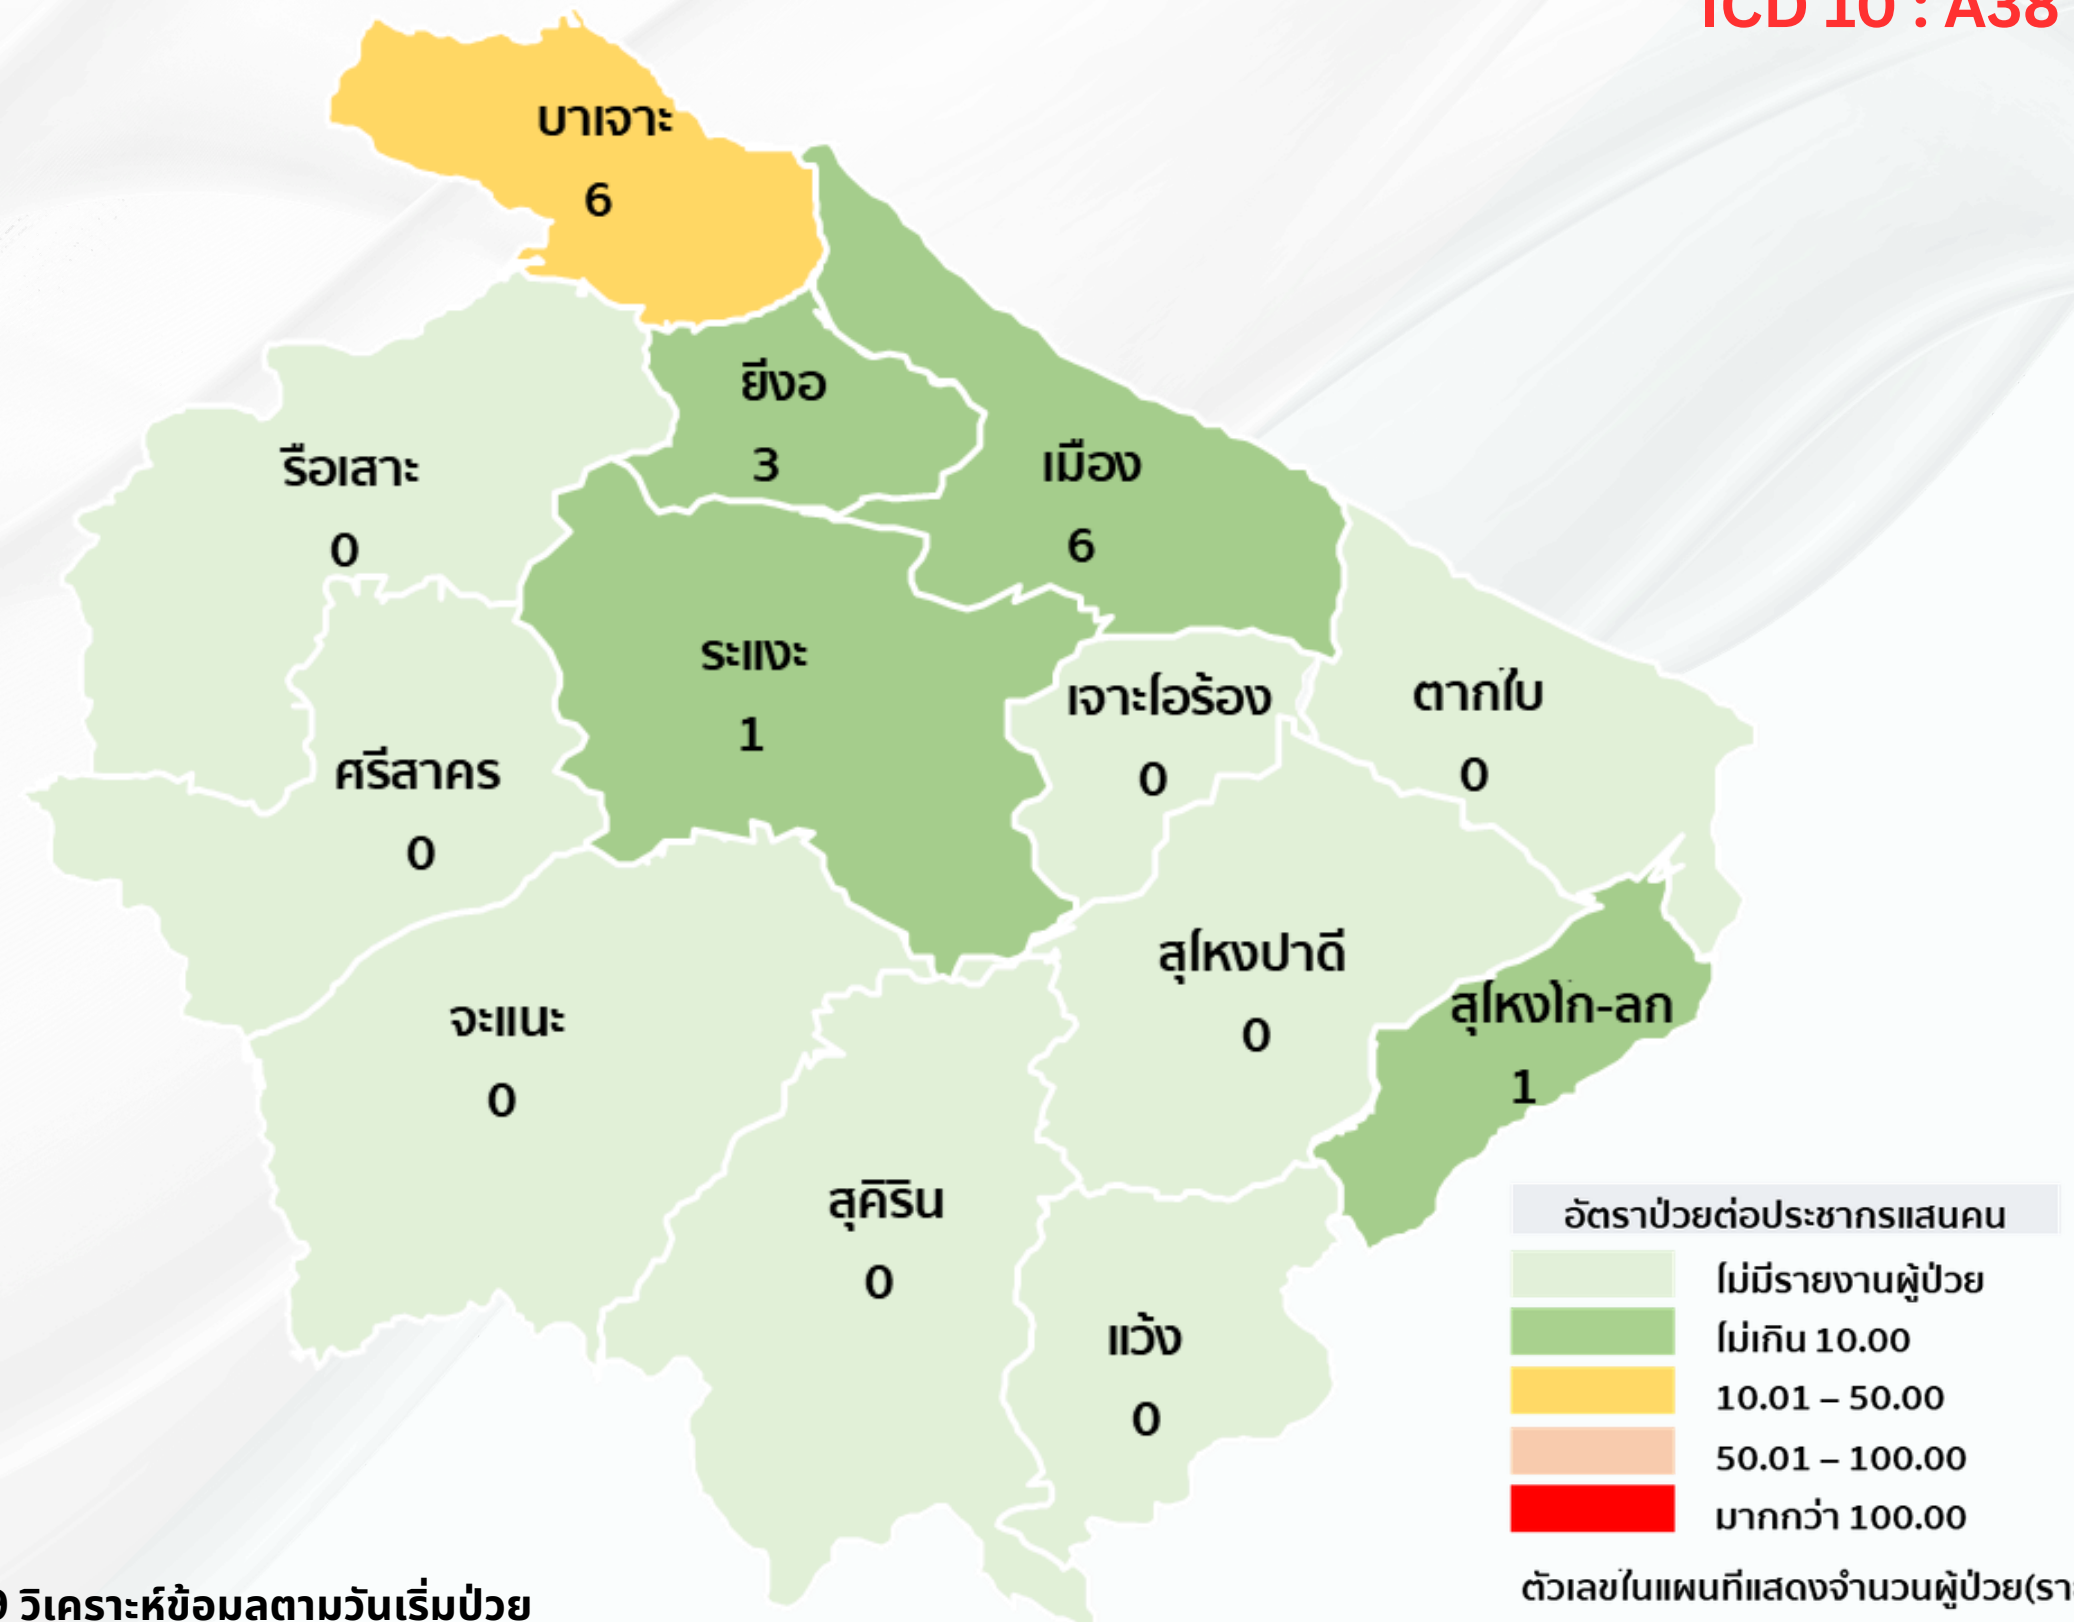 ICD 10 : A38
บาเจาะ
6
ยี่งอ
3
เมือง
6
รือเสาะ
0
ระแงะ
1
เจาะไอร้อง
0
ตากใบ
0
ศรีสาคร
0
สุไหงปาดี
0
สุไหงโก-ลก
1
จะแนะ
0
สุคิริน
0
แว้ง
0
อัตราป่วยต่อประชากรแสนคน
ไม่มีรายงานผู้ป่วย
ไม่เกิน 10.00
10.01 – 50.00
50.01 – 100.00
มากกว่า 100.00
ตัวเลขในแผนที่แสดงจำนวนผู้ป่วย(รา
9 วิเคราะห์ข้อมูลตามวันเริ่มป่วย